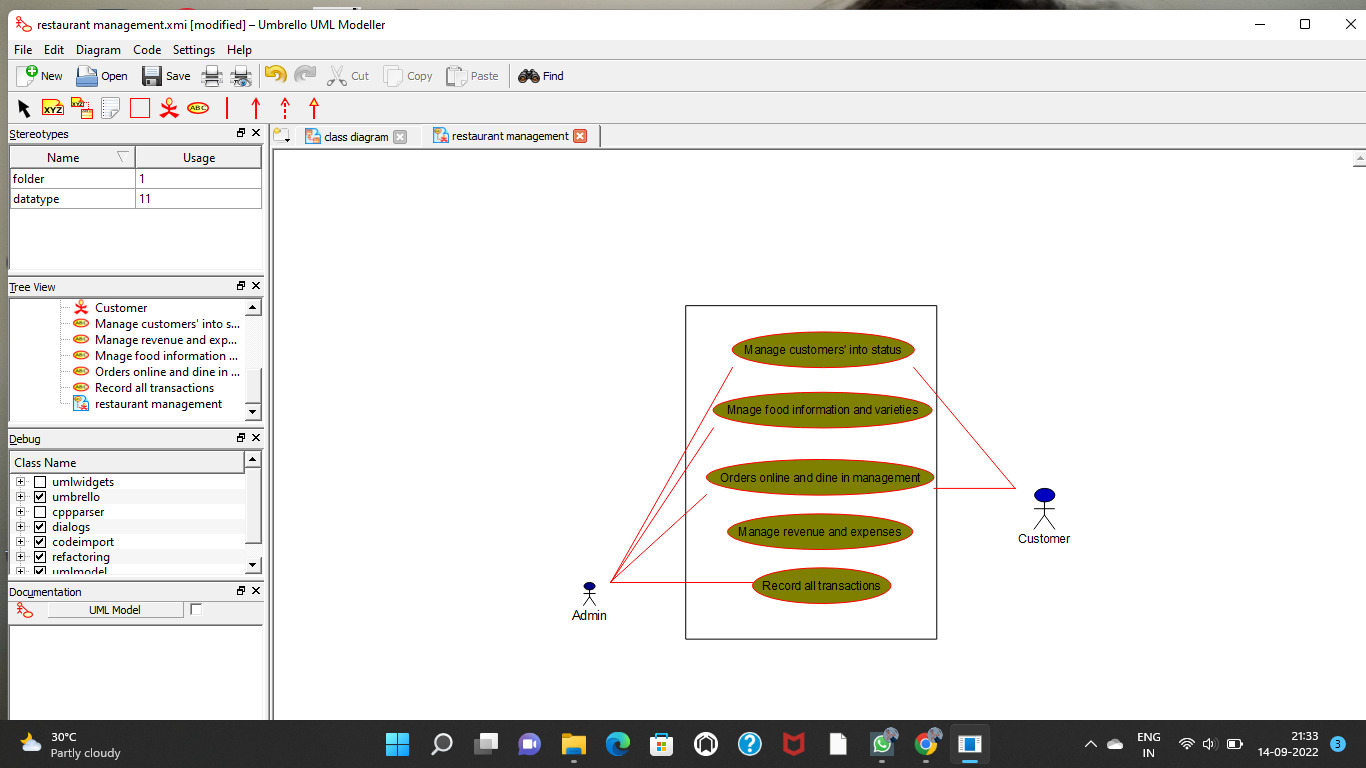 restaurant management.xmi [modified] – Umbrello UML Modeller
File Edit Diagram Code Settings Help
New Open Save Cut Copy Paste Find
XYZ XYZ ABC
Stereotypes
class diagram restaurant management
Name Usage
folder 1
datatype 11
Tree View
Customer
Manage customers' into s...
Manage revenue and exp...
Mnage food information ...
Orders online and dine in ...
Record all transactions
restaurant management
Debug
Class Name
umlwidgets
umbrello
cppparser
dialogs
codeimport
refactoring
umlmodel
Documentation
UML Model
Manage customers' into status
Mnage food information and varieties
Orders online and dine in management
Manage revenue and expenses
Record all transactions
Admin
Customer
30°C
Partly cloudy
ENG
IN
21:33
14-09-2022
3